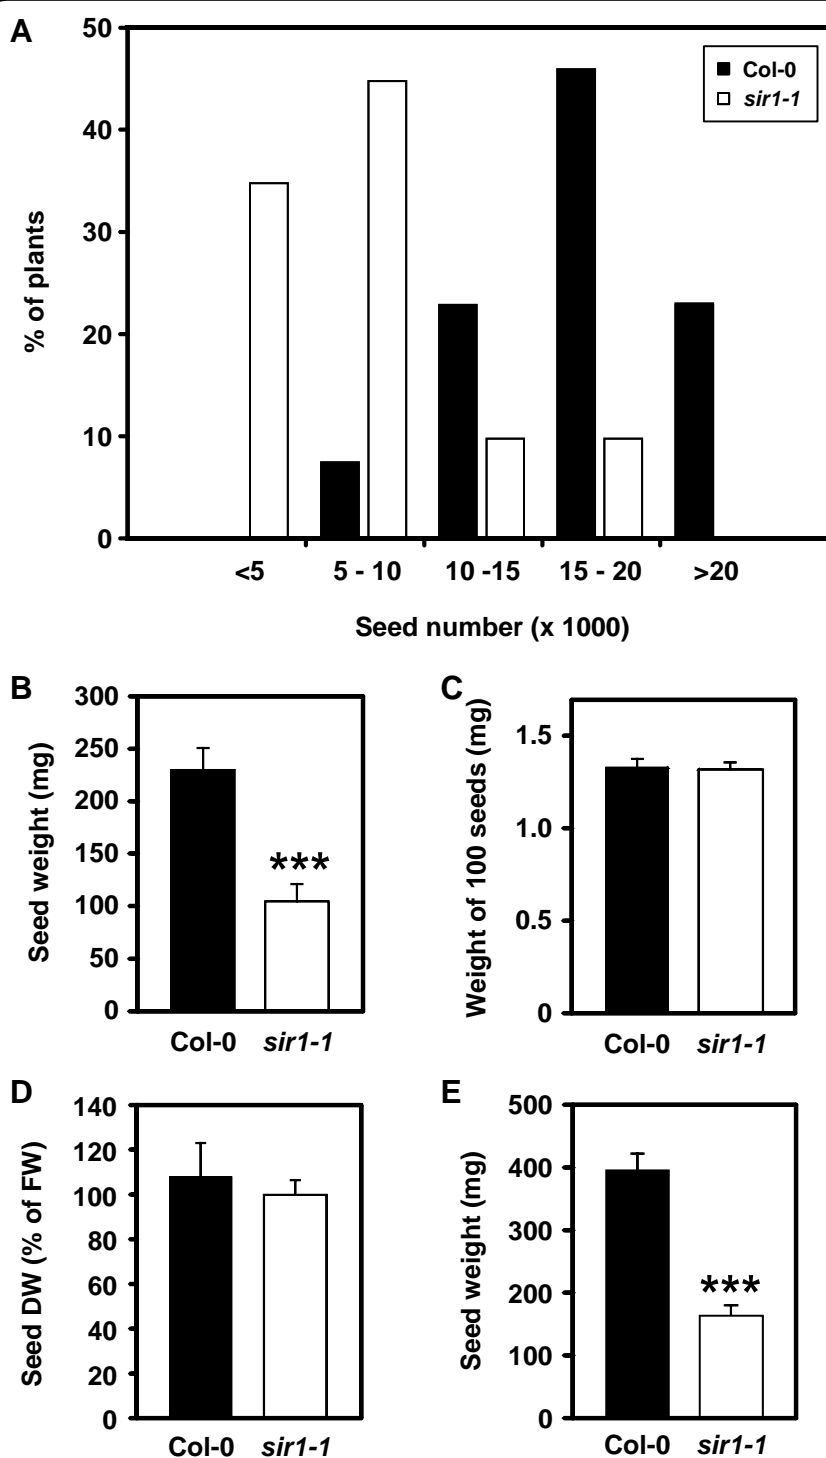 A
50
40
30
20
10
0
% of plants
Col-0
sir1-1
<5 5 - 10 10 -15 15 - 20 >20
Seed number (x 1000)
B
300
250
200
150
100
50
0
Seed weight (mg)
***
Col-0 sir1-1
C
1.5
1.0
0.5
0
Weight of 100 seeds (mg)
Col-0 sir1-1
D
140
120
100
80
60
40
20
0
Seed DW (% of FW)
Col-0 sir1-1
E
500
400
300
200
100
0
Seed weight (mg)
***
Col-0 sir1-1